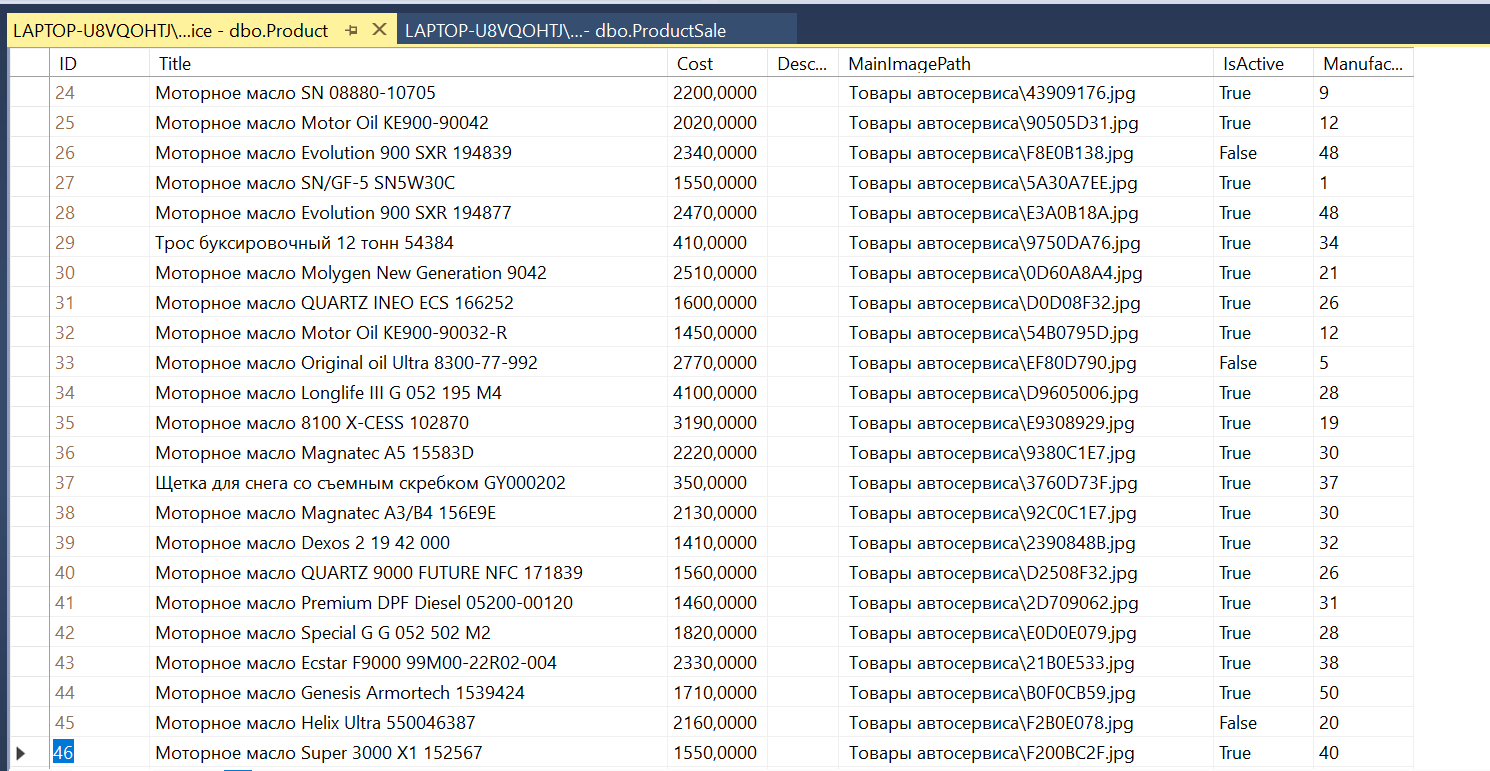 LAPTOP-U8VQOHTJ\...ice - dbo.Product LAPTOP-U8VQOHTJ\...- dbo.ProductSale
ID Title Cost Desc... MainImagePath IsActive Manufac...
24 Моторное масло SN 08880-10705 2200,0000 Товары автосервиса\43909176.jpg True 9
25 Моторное масло Motor Oil KE900-90042 2020,0000 Товары автосервиса\90505D31.jpg True 12
26 Моторное масло Evolution 900 SXR 194839 2340,0000 Товары автосервиса\F8E0B138.jpg False 48
27 Моторное масло SN/GF-5 SN5W30C 1550,0000 Товары автосервиса\5A30A7EE.jpg True 1
28 Моторное масло Evolution 900 SXR 194877 2470,0000 Товары автосервиса\E3A0B18A.jpg True 48
29 Трос буксировочный 12 тонн 54384 410,0000 Товары автосервиса\9750DA76.jpg True 34
30 Моторное масло Molygen New Generation 9042 2510,0000 Товары автосервиса\0D60A8A4.jpg True 21
31 Моторное масло QUARTZ INEO ECS 166252 1600,0000 Товары автосервиса\D0D08F32.jpg True 26
32 Моторное масло Motor Oil KE900-90032-R 1450,0000 Товары автосервиса\54B0795D.jpg True 12
33 Моторное масло Original oil Ultra 8300-77-992 2770,0000 Товары автосервиса\EF80D790.jpg False 5
34 Моторное масло Longlife III G 052 195 M4 4100,0000 Товары автосервиса\D9605006.jpg True 28
35 Моторное масло 8100 X-CESS 102870 3190,0000 Товары автосервиса\E9308929.jpg True 19
36 Моторное масло Magnatec A5 15583D 2220,0000 Товары автосервиса\9380C1E7.jpg True 30
37 Щетка для снега со съемным скребком GY000202 350,0000 Товары автосервиса\3760D73F.jpg True 37
38 Моторное масло Magnatec A3/B4 156E9E 2130,0000 Товары автосервиса\92C0C1E7.jpg True 30
39 Моторное масло Dexos 2 19 42 000 1410,0000 Товары автосервиса\2390848B.jpg True 32
40 Моторное масло QUARTZ 9000 FUTURE NFC 171839 1560,0000 Товары автосервиса\D2508F32.jpg True 26
41 Моторное масло Premium DPF Diesel 05200-00120 1460,0000 Товары автосервиса\2D709062.jpg True 31
42 Моторное масло Special G G 052 502 M2 1820,0000 Товары автосервиса\E0D0E079.jpg True 28
43 Моторное масло Ecstar F9000 99M00-22R02-004 2330,0000 Товары автосервиса\21B0E533.jpg True 38
44 Моторное масло Genesis Armortech 1539424 1710,0000 Товары автосервиса\B0F0CB59.jpg True 50
45 Моторное масло Helix Ultra 550046387 2160,0000 Товары автосервиса\F2B0E078.jpg False 20
46 Моторное масло Super 3000 X1 152567 1550,0000 Товары автосервиса\F200BC2F.jpg True 40